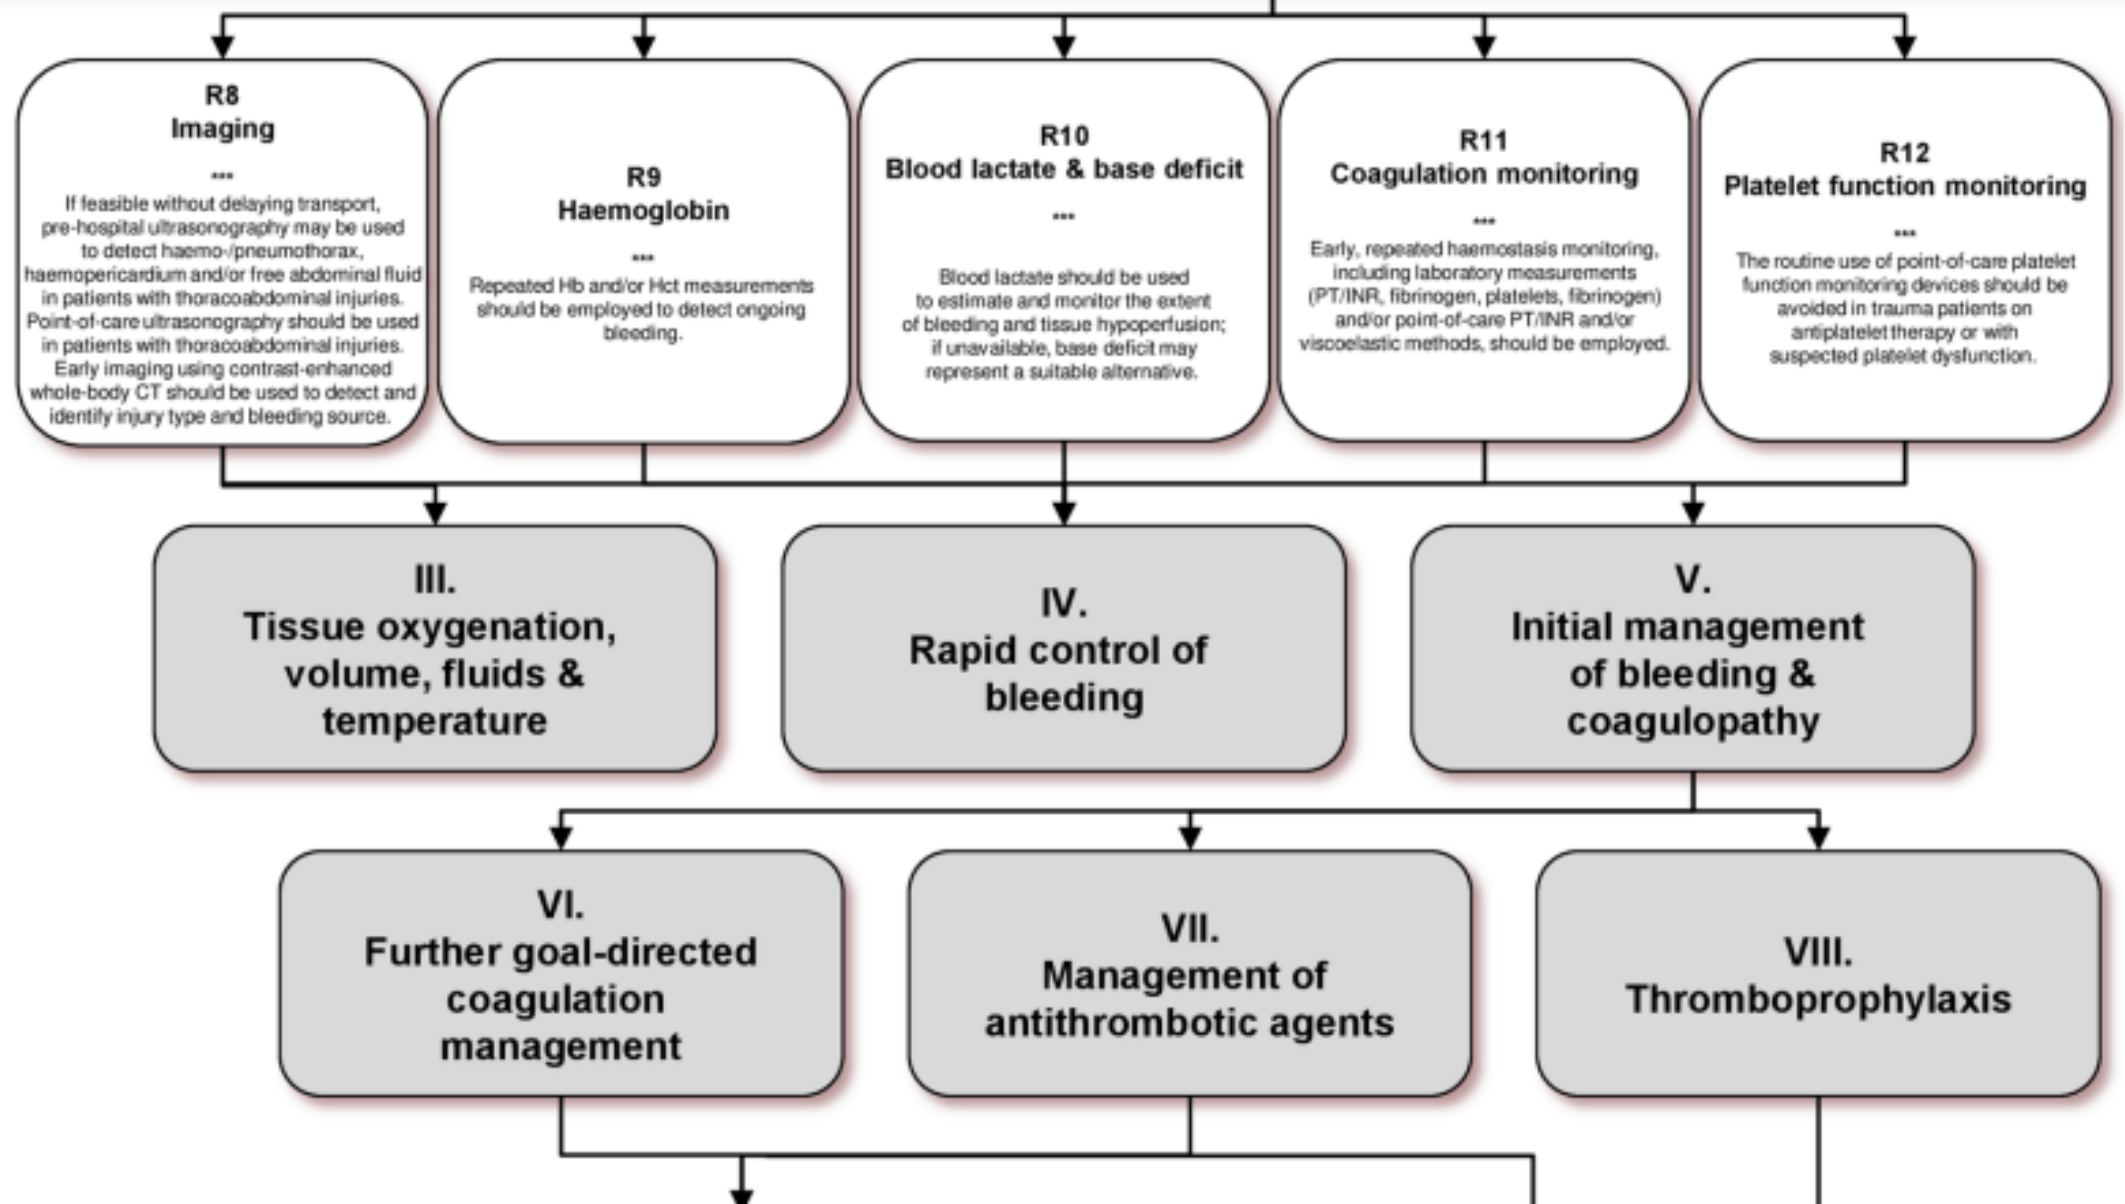 R8
Imaging
...
If feasible without delaying transport,
pre-hospital ultrasonography may be used
to detect haemo-/pneumothorax,
haemopericardium and/or free abdominal fluid
in patients with thoracoabdominal injuries.
Point-of-care ultrasonography should be used
in patients with thoracoabdominal injuries.
Early imaging using contrast-enhanced
whole-body CT should be used to detect and
identify injury type and bleeding source.
R9
Haemoglobin
...
Repeated Hb and/or Hct measurements
should be employed to detect ongoing
bleeding.
R10
Blood lactate & base deficit
...
Blood lactate should be used
to estimate and monitor the extent
of bleeding and tissue hypoperfusion;
if unavailable, base deficit may
represent a suitable alternative.
R11
Coagulation monitoring
...
Early, repeated haemostasis monitoring,
including laboratory measurements
(PT/INR, fibrinogen, platelets, fibrinogen)
and/or point-of-care PT/INR and/or
viscoelastic methods, should be employed.
R12
Platelet function monitoring
...
The routine use of point-of-care platelet
function monitoring devices should be
avoided in trauma patients on
antiplatelet therapy or with
suspected platelet dysfunction.
III.
Tissue oxygenation,
volume, fluids &
temperature
IV.
Rapid control of
bleeding
V.
Initial management
of bleeding &
coagulopathy
VI.
Further goal-directed
coagulation
management
VII.
Management of
antithrombotic agents
VIII.
Thromboprophylaxis